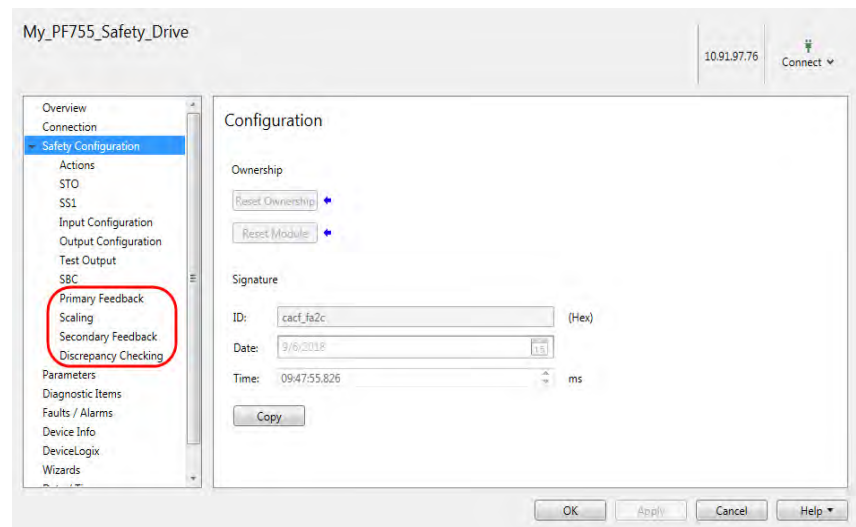 My_PF755_Safety_Drive
10.91.97.76
Connect
Overview
Connection
Safety Configuration
Actions
STO
SS1
Input Configuration
Output Configuration
Test Output
SBC
Primary Feedback
Scaling
Secondary Feedback
Discrepancy Checking
Parameters
Diagnostic Items
Faults / Alarms
Device Info
DeviceLogix
Wizards
Configuration
Ownership
Reset Ownership
Reset Module
Signature
ID: cacf_fa2c (Hex)
Date: 9/6/2018 15
Time: 09:47:55.826 ms
Copy
OK Apply Cancel Help